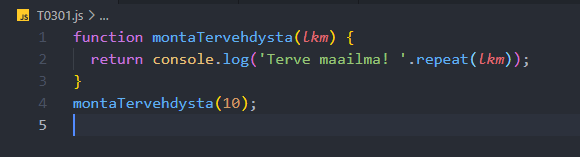 JS T0301.js > ...
1 function montaTervehdysta(lkm) {
2 return console.log('Terve maailma! '.repeat(lkm));
3 }
4 montaTervehdysta(10);
5